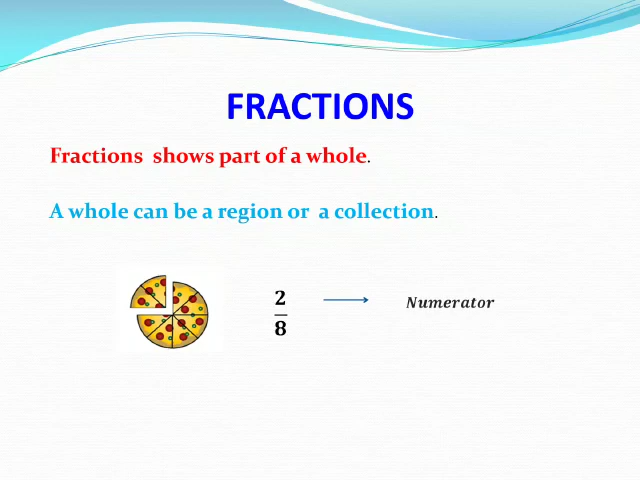 FRACTIONS
Fractions  shows part of a whole.
A whole can be a region or  a collection.
2
8
Numerator